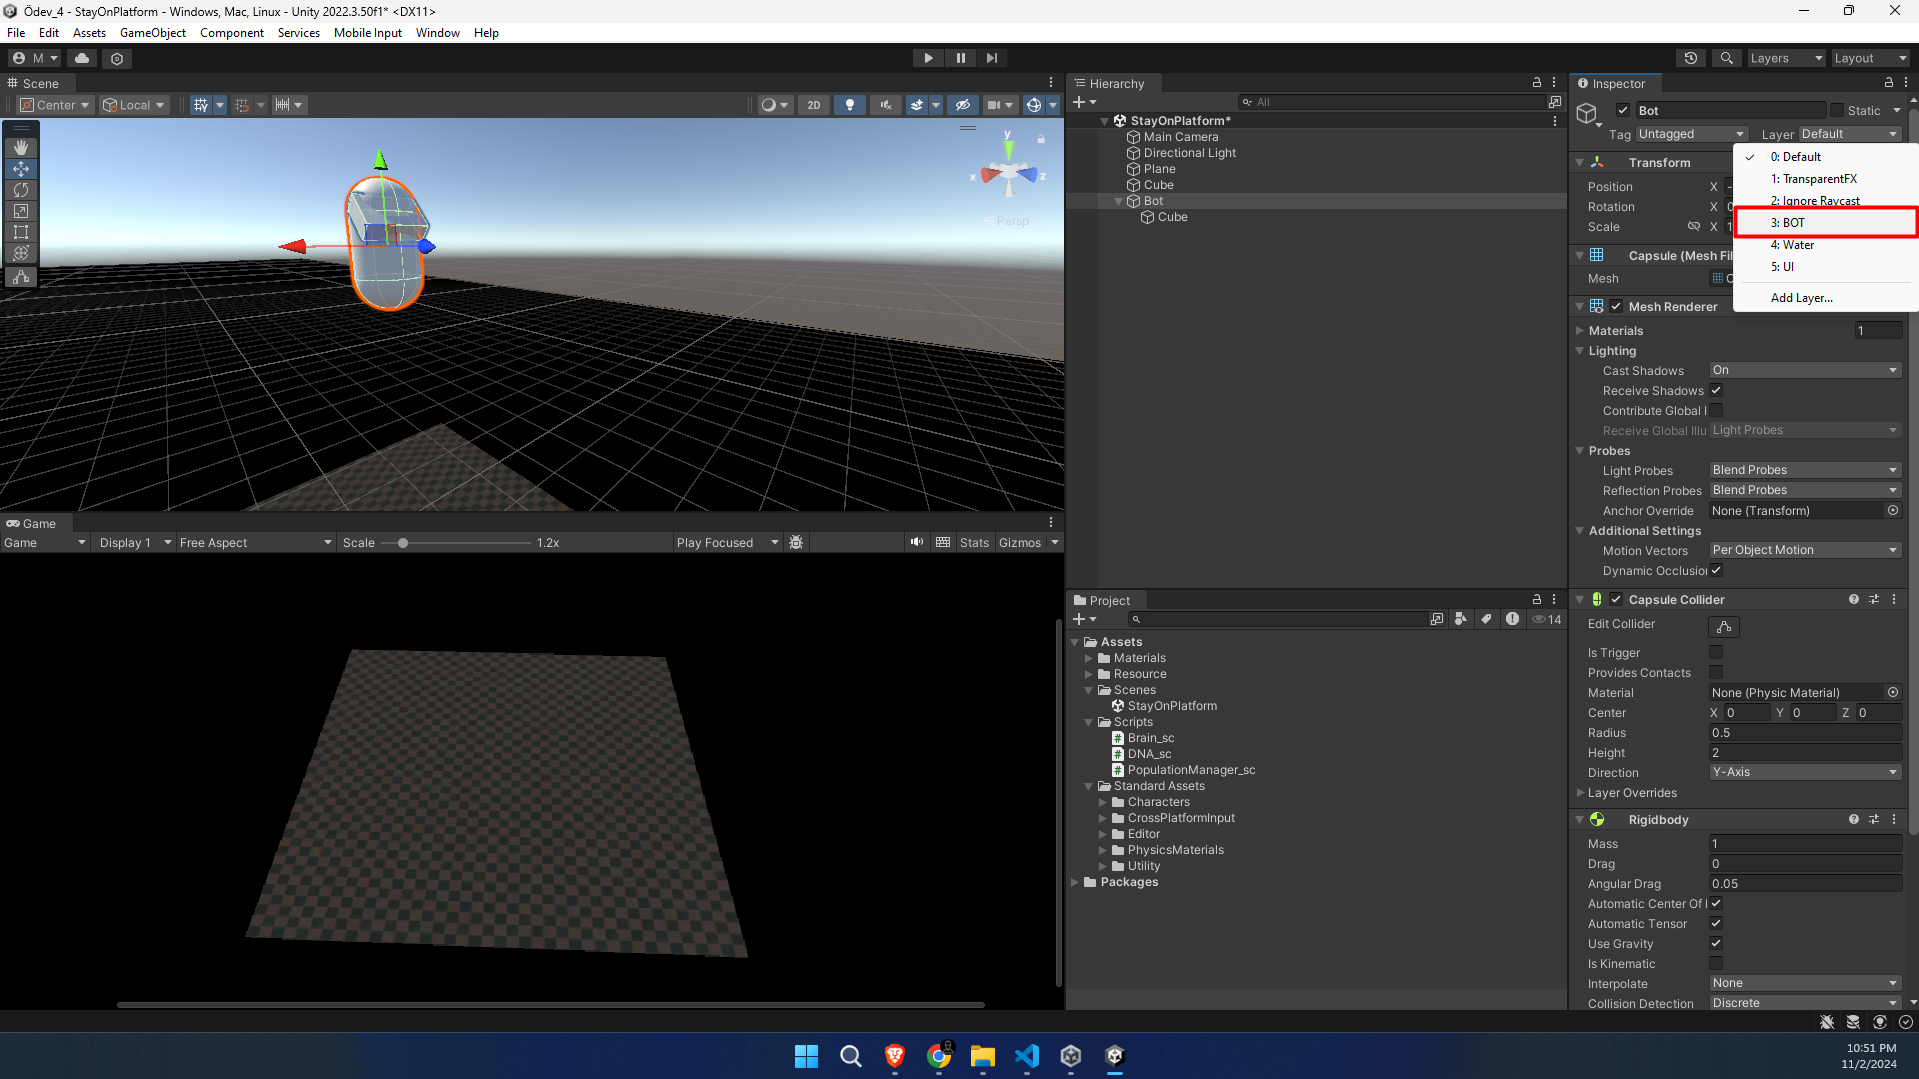 Ödev_4 - StayOnPlatform - Windows, Mac, Linux - Unity 2022.3.50f1* <DX11>
File Edit Assets GameObject Component Services Mobile Input Window Help
M Layers Layout
Scene
Center Local 2D
y x z
Persp
Game
Game Display 1 Free Aspect Scale 1.2x Play Focused Stats Gizmos
Hierarchy
All
StayOnPlatform*
Main Camera
Directional Light
Plane
Cube
Bot
Cube
Project
14
Assets
Materials
Resource
Scenes
StayOnPlatform
Scripts
Brain_sc
DNA_sc
PopulationManager_sc
Standard Assets
Characters
CrossPlatformInput
Editor
PhysicsMaterials
Utility
Packages
Inspector
Bot Static
Tag Untagged Layer Default
0: Default
1: TransparentFX
2: Ignore Raycast
3: BOT
4: Water
5: UI
Add Layer...
Transform
Position X -
Rotation X 0
Scale X 1
Capsule (Mesh Fil
Mesh
Mesh Renderer
Materials 1
Lighting
Cast Shadows On
Receive Shadows
Contribute Global I
Receive Global Illu Light Probes
Probes
Light Probes Blend Probes
Reflection Probes Blend Probes
Anchor Override None (Transform)
Additional Settings
Motion Vectors Per Object Motion
Dynamic Occlusio
Capsule Collider
Edit Collider
Is Trigger
Provides Contacts
Material None (Physic Material)
Center X 0 Y 0 Z 0
Radius 0.5
Height 2
Direction Y-Axis
Layer Overrides
Rigidbody
Mass 1
Drag 0
Angular Drag 0.05
Automatic Center Of
Automatic Tensor
Use Gravity
Is Kinematic
Interpolate None
Collision Detection Discrete
10:51 PM
11/2/2024